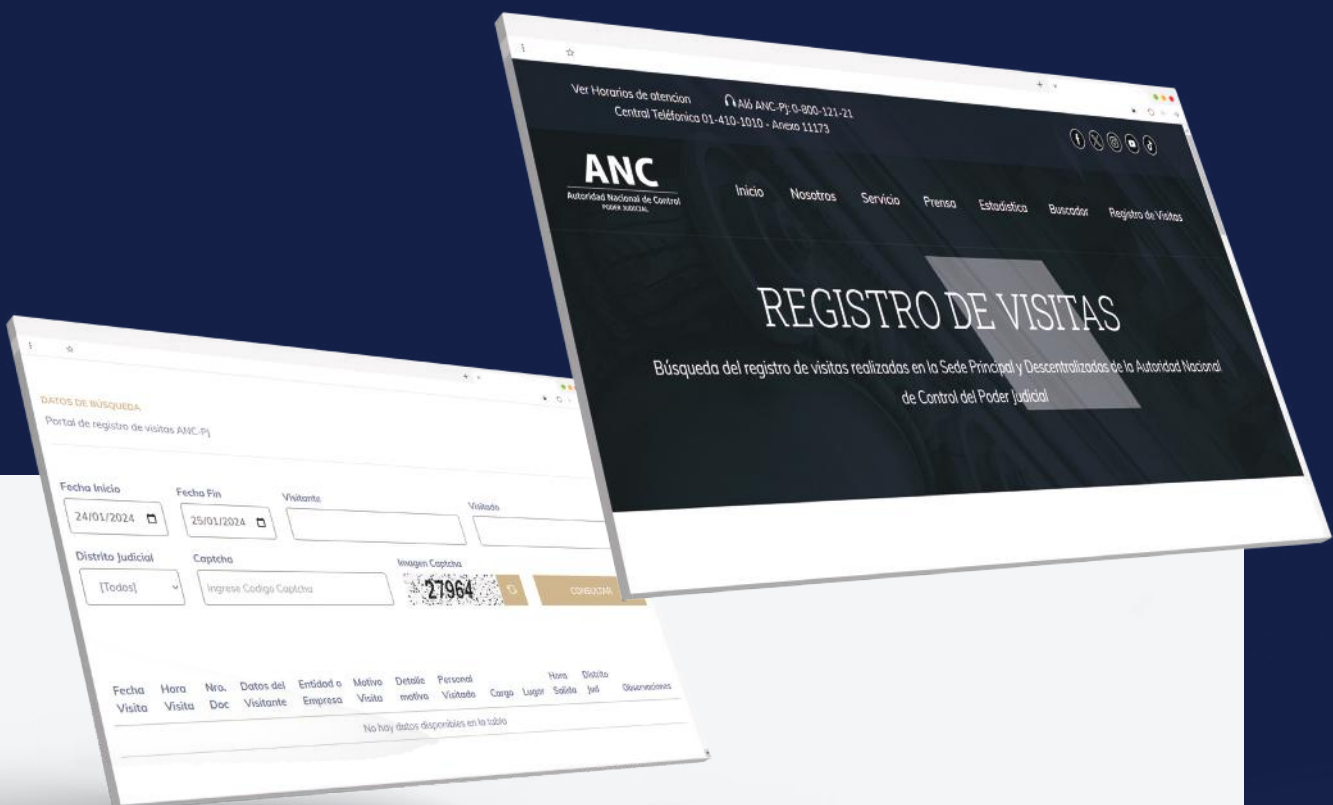 Ver Horarios de atencion
Aló ANC-PJ: 0-800-121-21
Central Teléfonica 01-410-1010 - Anexo 11173
ANC
Autoridad Nacional de Control
PODER JUDICIAL
Inicio Nosotros Servicio Prensa Estadistica Buscador Registro de Visitas
REGISTRO DE VISITAS
Búsqueda del registro de visitas realizadas en la Sede Principal y Descentralizadas de la Autoridad Nacional
de Control del Poder Judicial
DATOS DE BÚSQUEDA
Portal de registro de visitas ANC-PJ
Fecha Inicio Fecha Fin Visitante Visitado
24/01/2024 25/01/2024
Distrito Judicial Captcha Imagen Captcha
[Todos] Ingrese Codigo Captcha 27964 CONSULTAR
Fecha Hora Nro. Datos del Entidad o Motivo Detalle Personal Hora Distrito
Visita Visita Doc Visitante Empresa Visita motivo Visitado Cargo Lugar Salida Jud Observaciones
No hay datos disponibles en la tabla